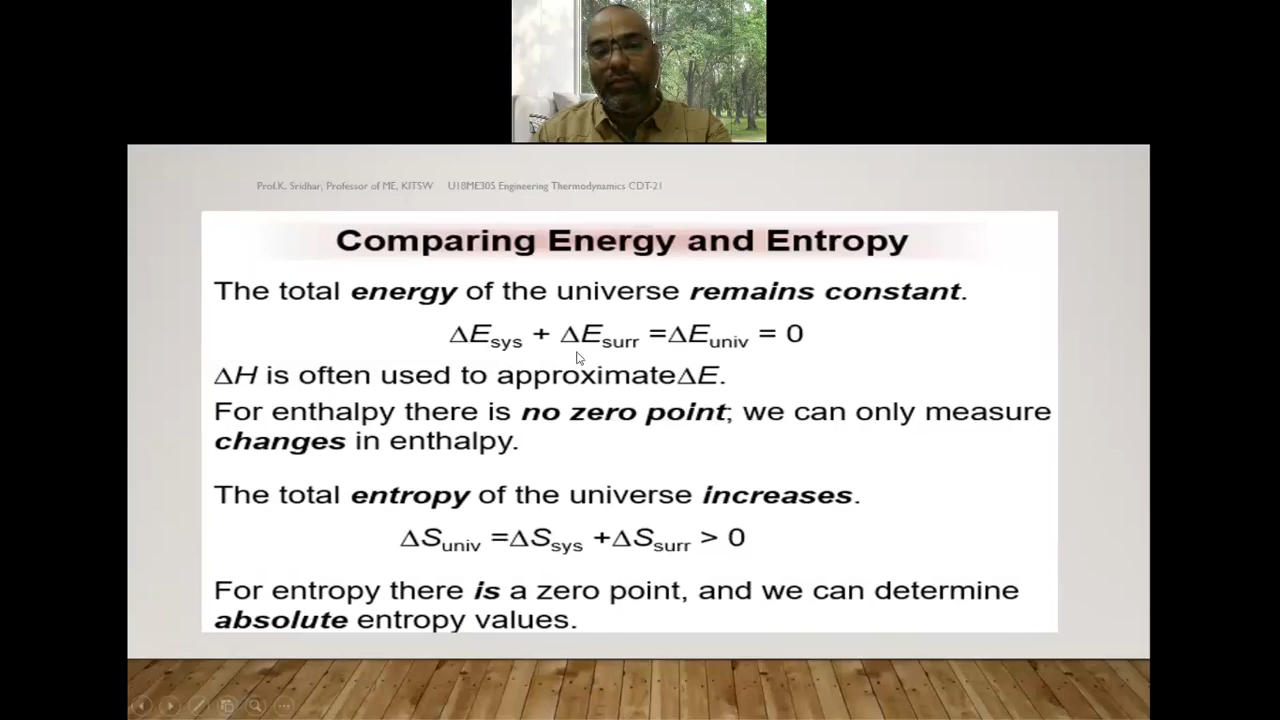 Prof.K. Sridhar, Professor of ME, KITSW U18ME305 Engineering Thermodynamics CDT-21
Comparing Energy and Entropy
The total energy of the universe remains constant.
ΔEsys + ΔEsurr =ΔEuniv = 0
ΔH is often used to approximateΔE.
For enthalpy there is no zero point; we can only measure
changes in enthalpy.
The total entropy of the universe increases.
ΔSuniv =ΔSsys +ΔSsurr > 0
For entropy there is a zero point, and we can determine
absolute entropy values.